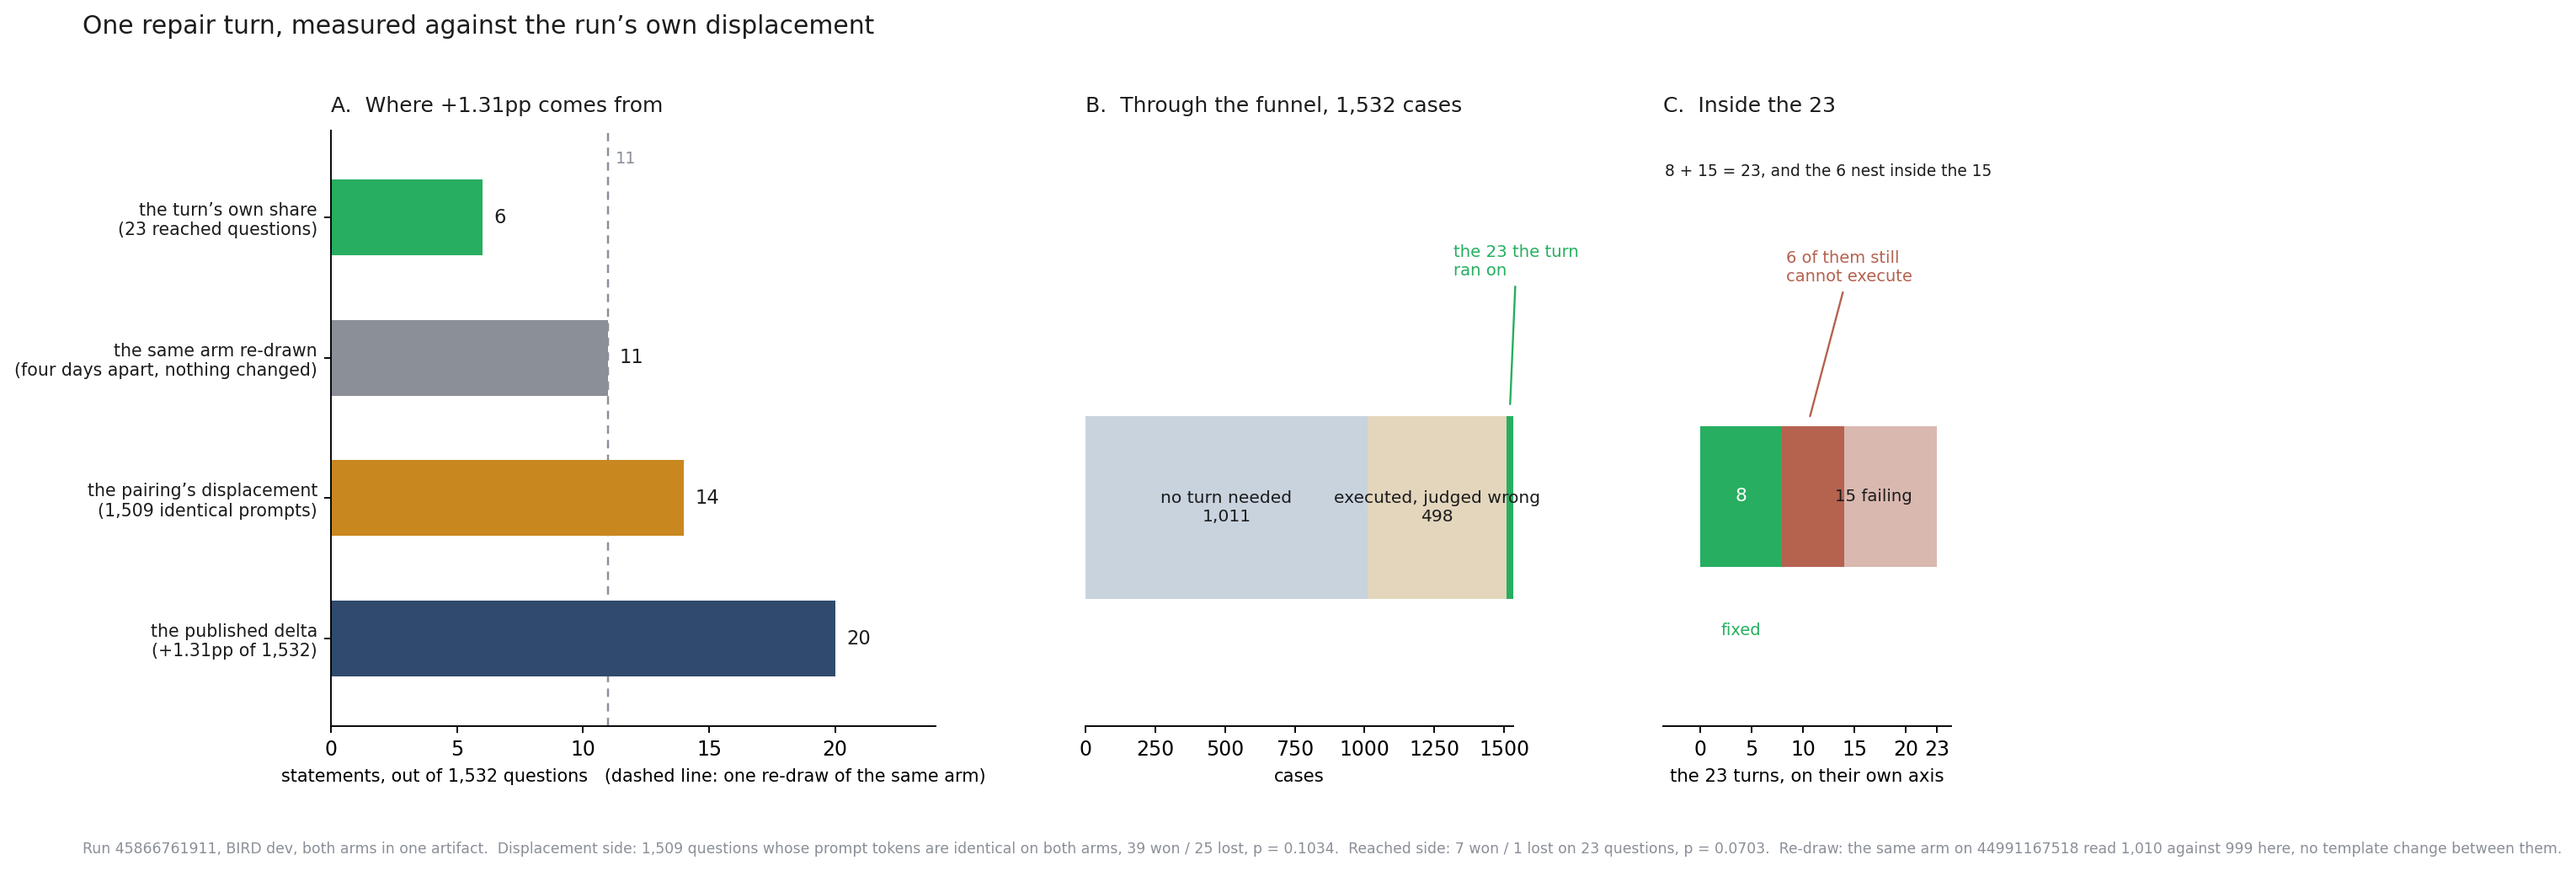 One repair turn, measured against the run’s own displacement
A.  Where +1.31pp comes from
11
the turn’s own share
(23 reached questions)
6
the same arm re-drawn
(four days apart, nothing changed)
11
the pairing’s displacement
(1,509 identical prompts)
14
the published delta
(+1.31pp of 1,532)
20
0 5 10 15 20
statements, out of 1,532 questions   (dashed line: one re-draw of the same arm)
B.  Through the funnel, 1,532 cases
the 23 the turn
ran on
no turn needed
1,011
executed, judged wrong
498
0 250 500 750 1000 1250 1500
cases
C.  Inside the 23
8 + 15 = 23, and the 6 nest inside the 15
6 of them still
cannot execute
8
15 failing
fixed
0 5 10 15 20 23
the 23 turns, on their own axis
Run 45866761911, BIRD dev, both arms in one artifact.  Displacement side: 1,509 questions whose prompt tokens are identical on both arms, 39 won / 25 lost, p = 0.1034.  Reached side: 7 won / 1 lost on 23 questions, p = 0.0703.  Re-draw: the same arm on 44991167518 read 1,010 against 999 here, no template change between them.